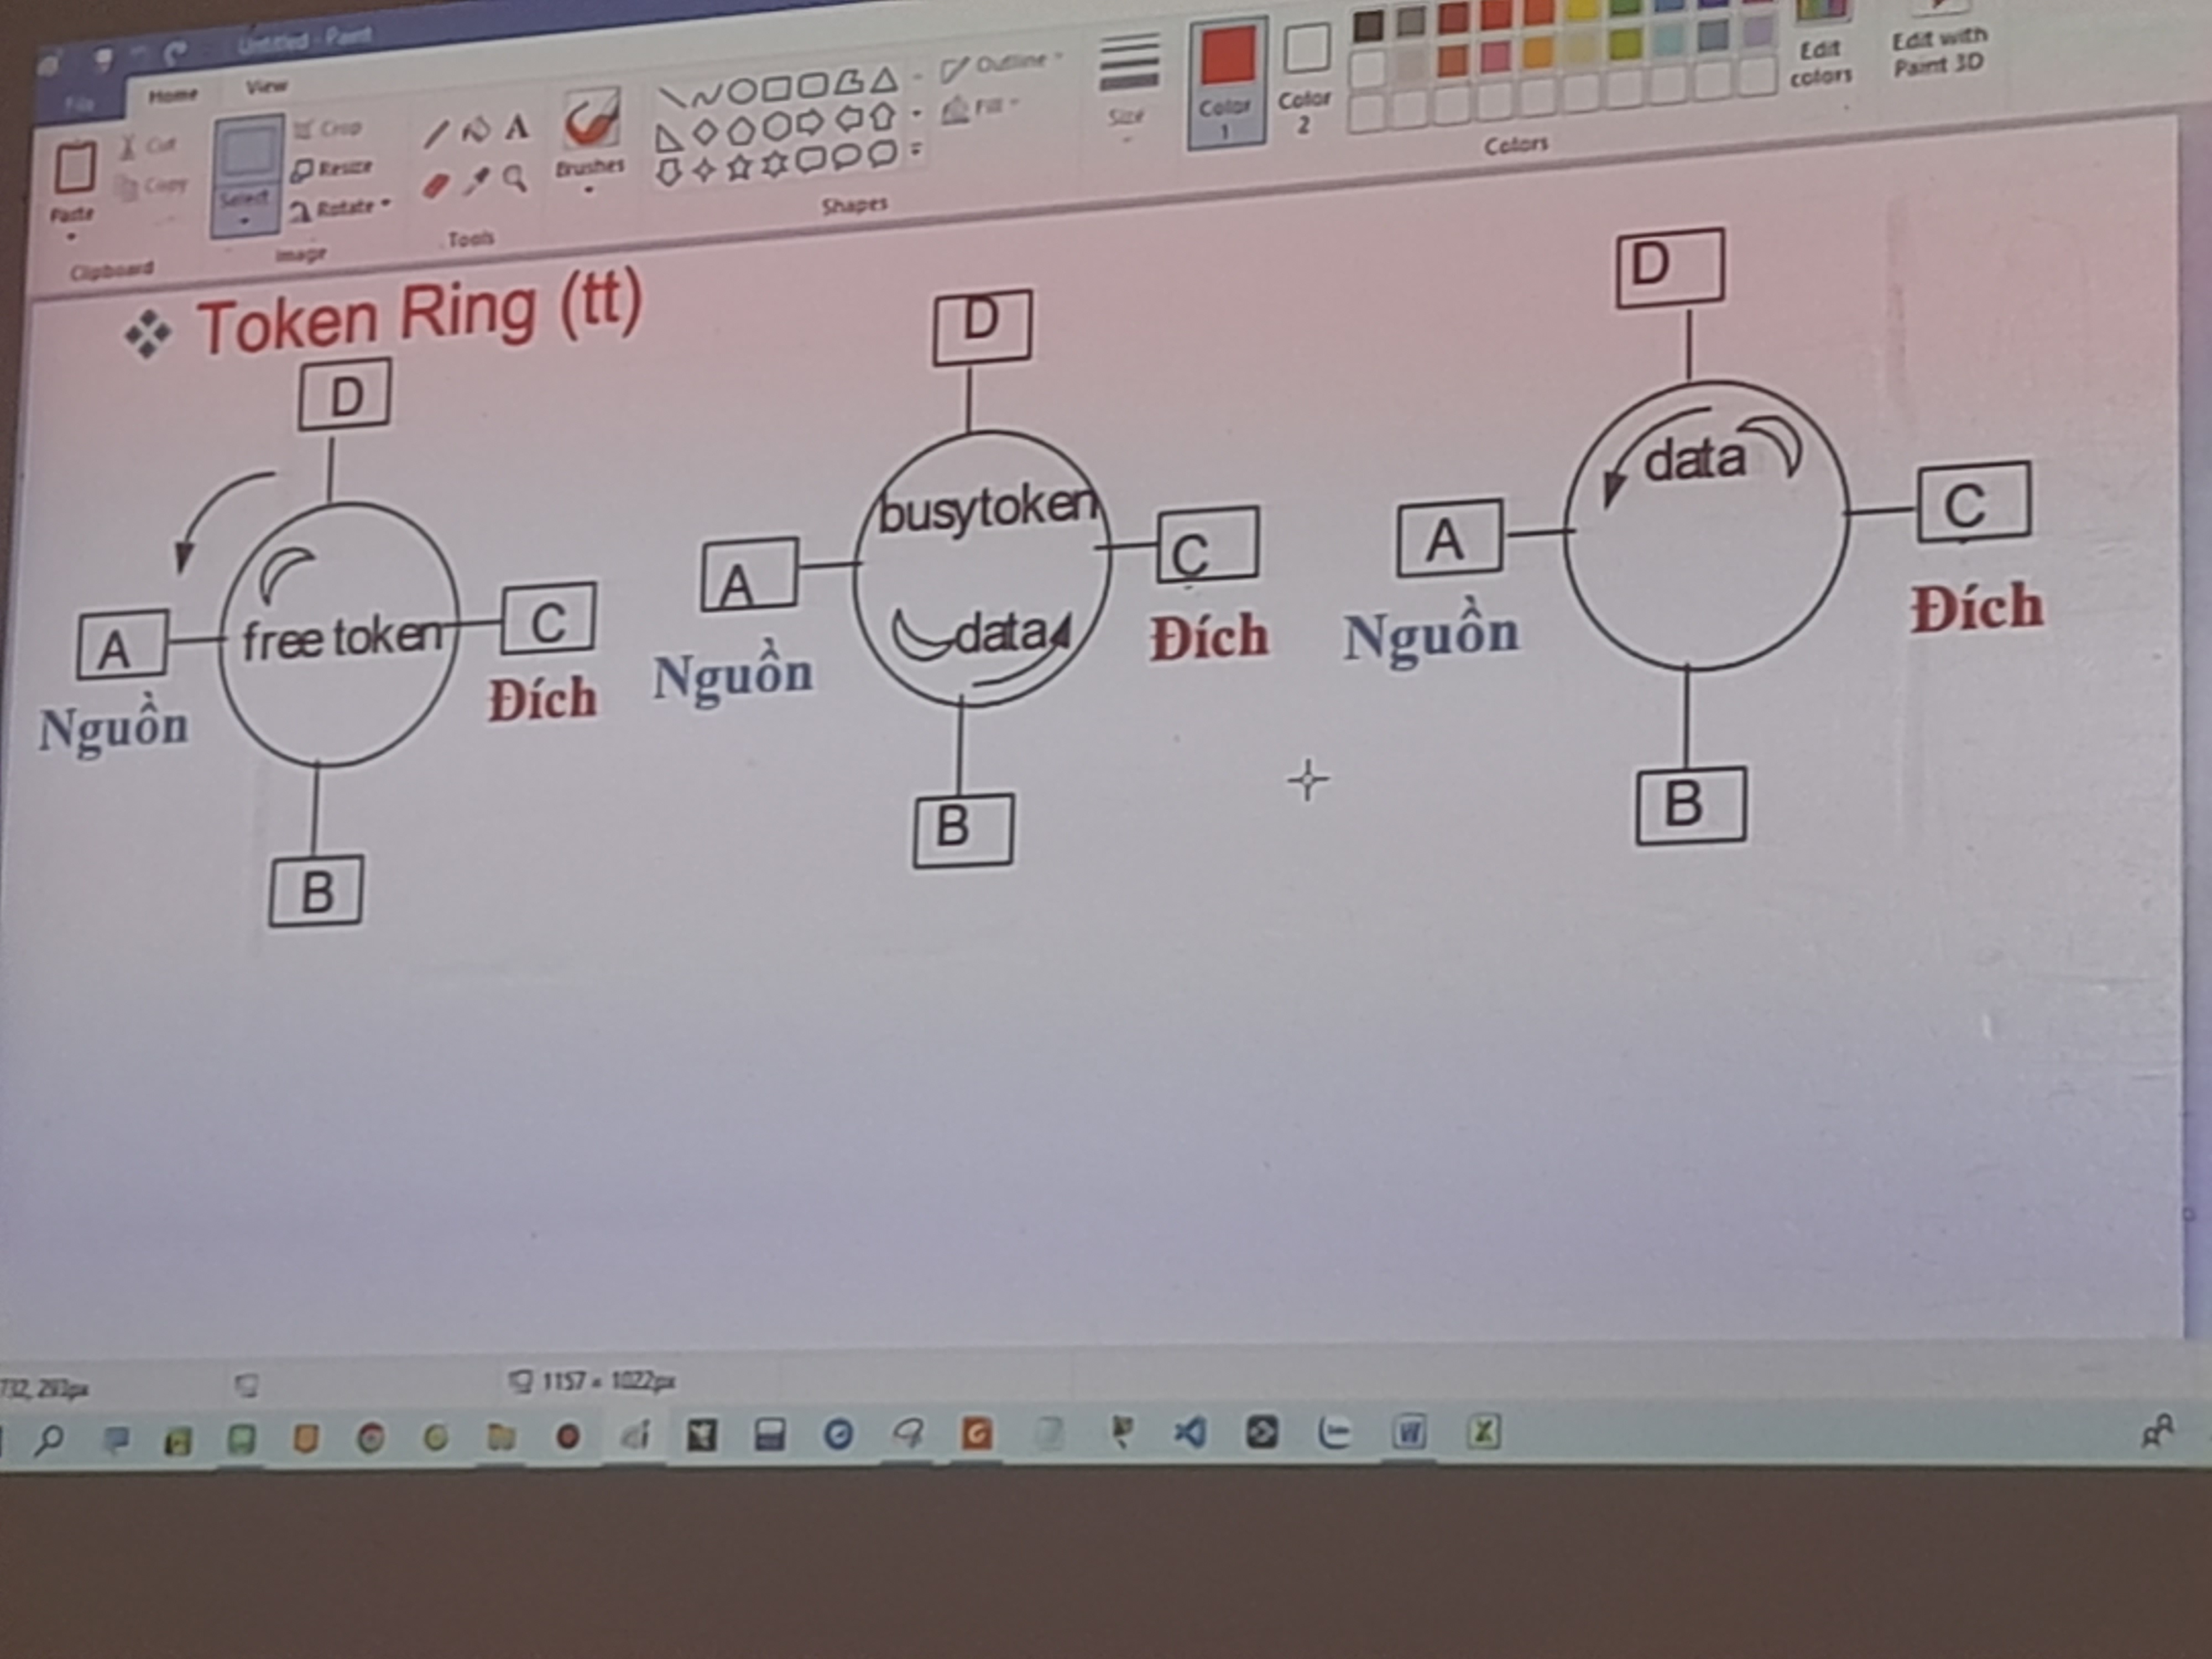 Untitled - Paint
File
Home
View
Paste
Cut
Copy
Clipboard
Select
Crop
Resize
Rotate
Image
A
Tools
Brushes
Outline
Fill
Shapes
Size
Color 1
Color 2
Edit colors
Colors
Edit with Paint 3D
❖ Token Ring (tt)
D
A
free token
C
Nguồn
Đích
B
D
busytoken
A
C
data
Nguồn
Đích
B
D
data
A
C
Nguồn
Đích
B
732, 293px
1157 × 1022px